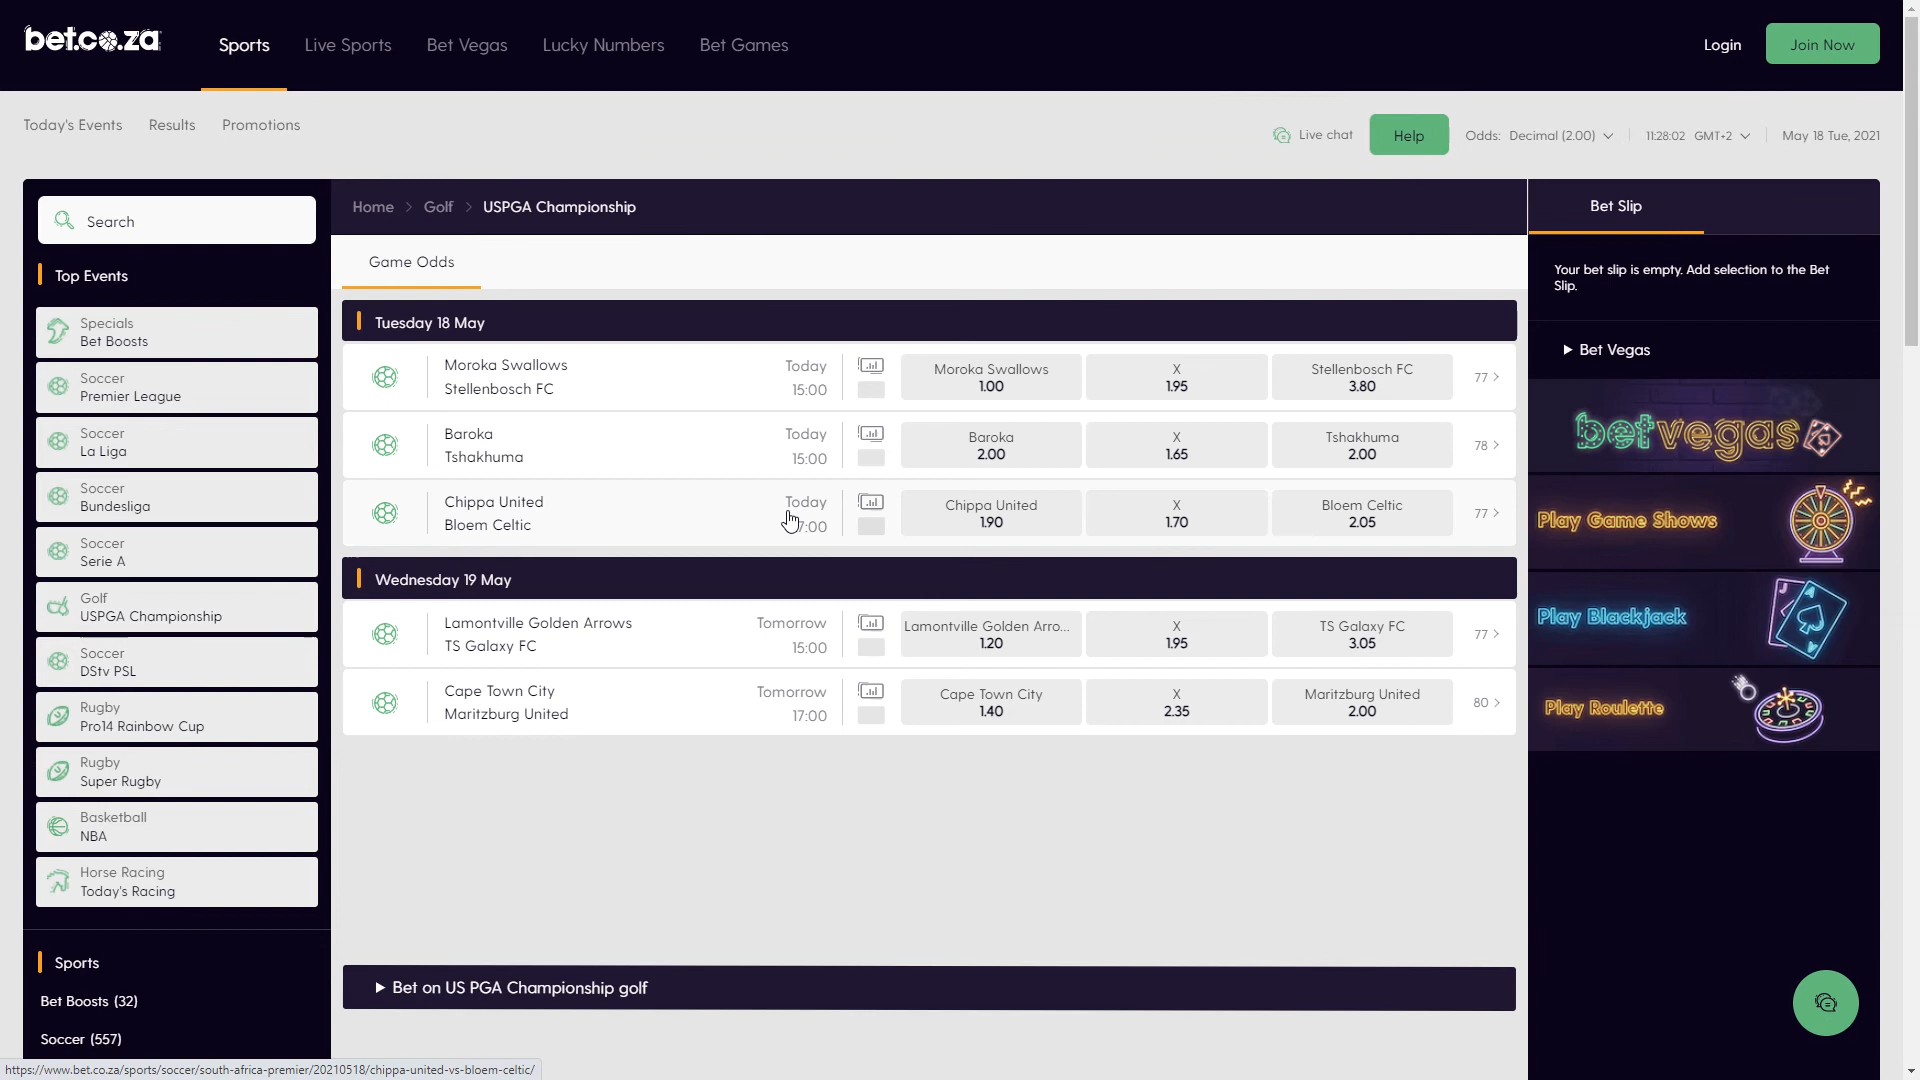 bet.co.za
Sports
Live Sports
Bet Vegas
Lucky Numbers
Bet Games
Login
Join Now
Today's Events
Results
Promotions
Live chat
Help
Odds: Decimal (2.00)
11:28:02 GMT+2
May 18 Tue, 2021
Search
Top Events
Specials
Bet Boosts
Soccer
Premier League
Soccer
La Liga
Soccer
Bundesliga
Soccer
Serie A
Golf
USPGA Championship
Soccer
DStv PSL
Rugby
Pro14 Rainbow Cup
Rugby
Super Rugby
Basketball
NBA
Horse Racing
Today's Racing
Sports
Bet Boosts (32)
Soccer (557)
Home > Golf > USPGA Championship
Game Odds
Tuesday 18 May
Moroka Swallows
Stellenbosch FC
Today
15:00
Moroka Swallows
1.00
X
1.95
Stellenbosch FC
3.80
77 >
Baroka
Tshakhuma
Today
15:00
Baroka
2.00
X
1.65
Tshakhuma
2.00
78 >
Chippa United
Bloem Celtic
Today
7:00
Chippa United
1.90
X
1.70
Bloem Celtic
2.05
77 >
Wednesday 19 May
Lamontville Golden Arrows
TS Galaxy FC
Tomorrow
15:00
Lamontville Golden Arro...
1.20
X
1.95
TS Galaxy FC
3.05
77 >
Cape Town City
Maritzburg United
Tomorrow
17:00
Cape Town City
1.40
X
2.35
Maritzburg United
2.00
80 >
Bet on US PGA Championship golf
Bet Slip
Your bet slip is empty. Add selection to the Bet
Slip.
Bet Vegas
betvegas
A
Play Game Shows
Play Blackjack
J
A
A
Play Roulette
https://www.bet.co.za/sports/soccer/south-africa-premier/20210518/chippa-united-vs-bloem-celtic/